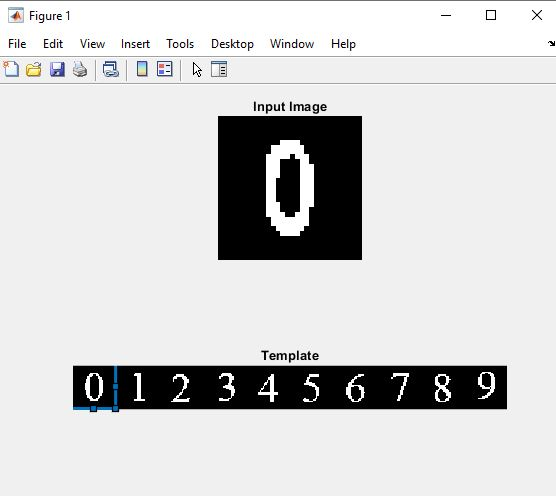 Figure 1
File Edit View Insert Tools Desktop Window Help
Input Image
0
Template
0 1 2 3 4 5 6 7 8 9